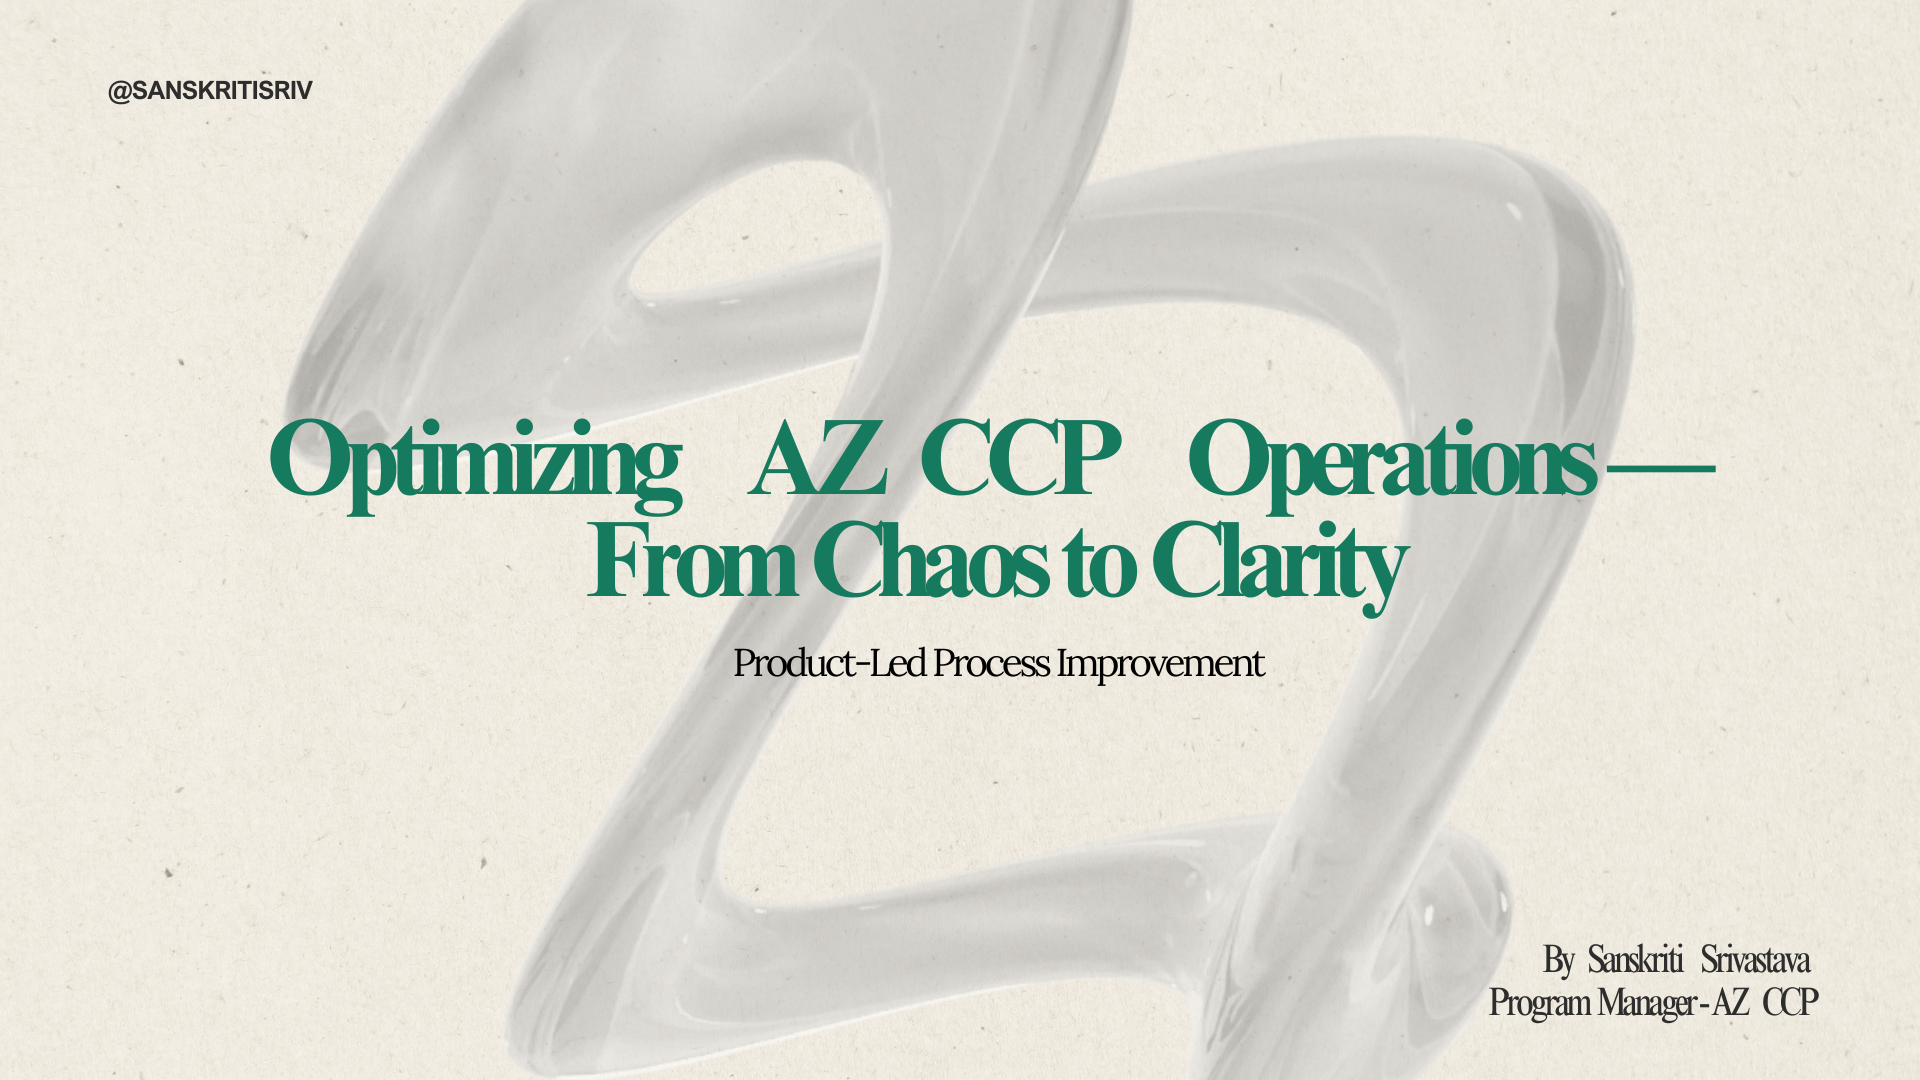 @SANSKRITISRIV
Optimizing AZ CCP Operations —
From Chaos to Clarity
Product-Led Process Improvement
By Sanskriti Srivastava
Program Manager - AZ CCP